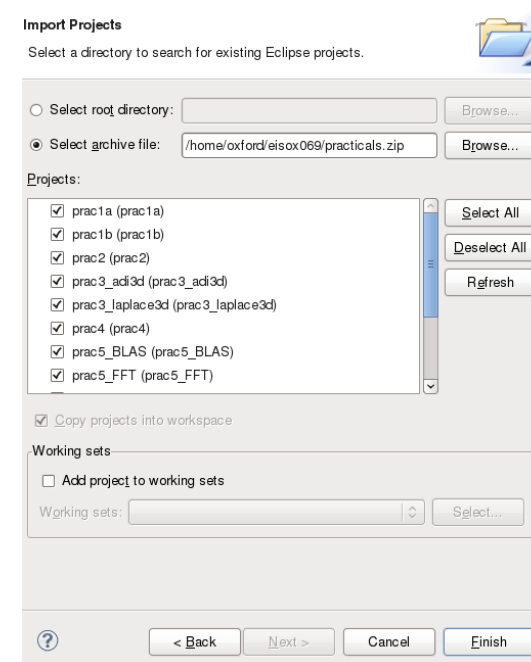 Import Projects
Select a directory to search for existing Eclipse projects.
Select root directory:
Browse...
Select archive file:
/home/oxford/eisox069/practicals.zip
Browse...
Projects:
prac1a (prac1a)
Select All
prac1b (prac1b)
prac2 (prac2)
Deselect All
prac3_adi3d (prac3_adi3d)
Refresh
prac3_laplace3d (prac3_laplace3d)
prac4 (prac4)
prac5_BLAS (prac5_BLAS)
prac5_FFT (prac5_FFT)
Copy projects into workspace
Working sets
Add project to working sets
Working sets:
Select...
?
< Back
Next >
Cancel
Finish